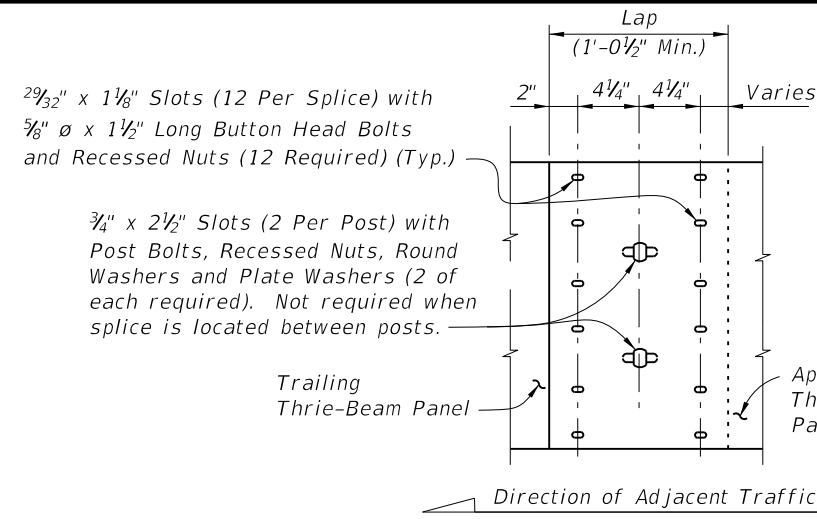 Lap
(1'-0½" Min.)
2"
4¼"
4¼"
Varies
29/32" x 1⅛" Slots (12 Per Splice) with
⅝" ø x 1½" Long Button Head Bolts
and Recessed Nuts (12 Required) (Typ.)
¾" x 2½" Slots (2 Per Post) with
Post Bolts, Recessed Nuts, Round
Washers and Plate Washers (2 of
each required). Not required when
splice is located between posts.
Trailing
Thrie-Beam Panel
Ap
Th
Pa
Direction of Adjacent Traffic